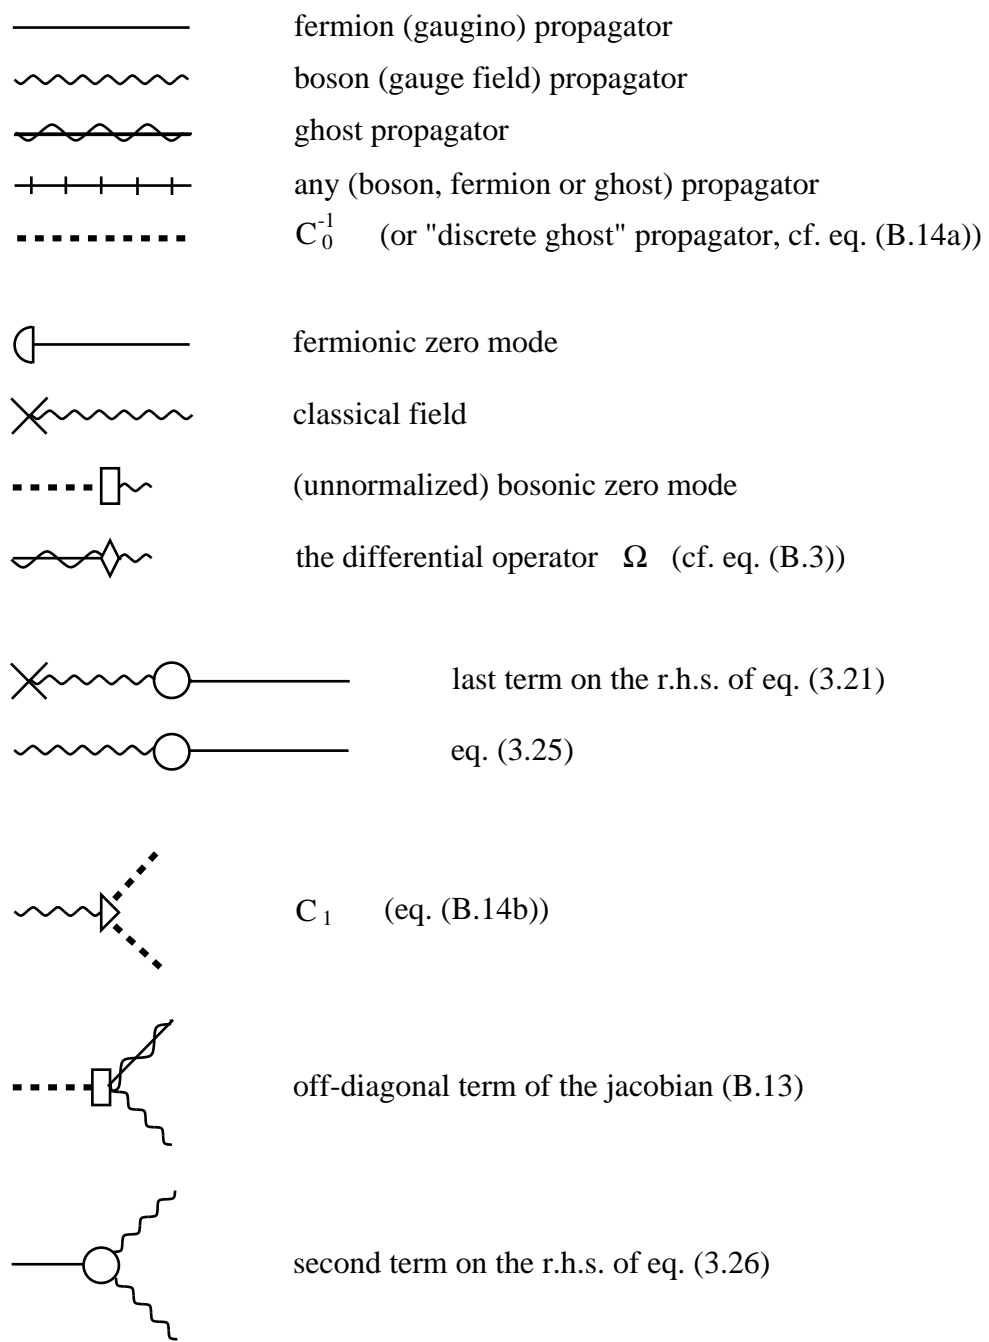 fermion (gaugino) propagator
boson (gauge field) propagator
ghost propagator
any (boson, fermion or ghost) propagator
C₀⁻¹ (or "discrete ghost" propagator, cf. eq. (B.14a))
fermionic zero mode
classical field
(unnormalized) bosonic zero mode
the differential operator Ω (cf. eq. (B.3))
last term on the r.h.s. of eq. (3.21)
eq. (3.25)
C₁ (eq. (B.14b))
off-diagonal term of the jacobian (B.13)
second term on the r.h.s. of eq. (3.26)